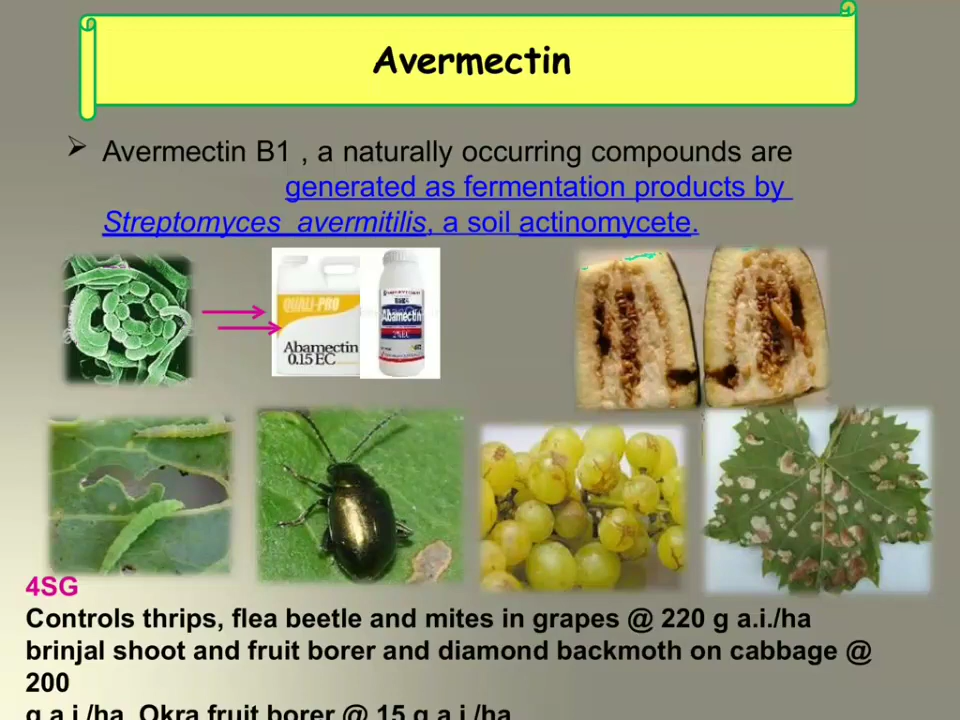 Avermectin
Avermectin B1 , a naturally occurring compounds are
generated as fermentation products by
Streptomyces avermitilis, a soil actinomycete.
QUALI-PRO
Abamectin
0.15 EC
Abamectin
2%EC
4SG
Controls thrips, flea beetle and mites in grapes @ 220 g a.i./ha
brinjal shoot and fruit borer and diamond backmoth on cabbage @
200
g a.i./ha, Okra fruit borer @ 15 g a.i./ha